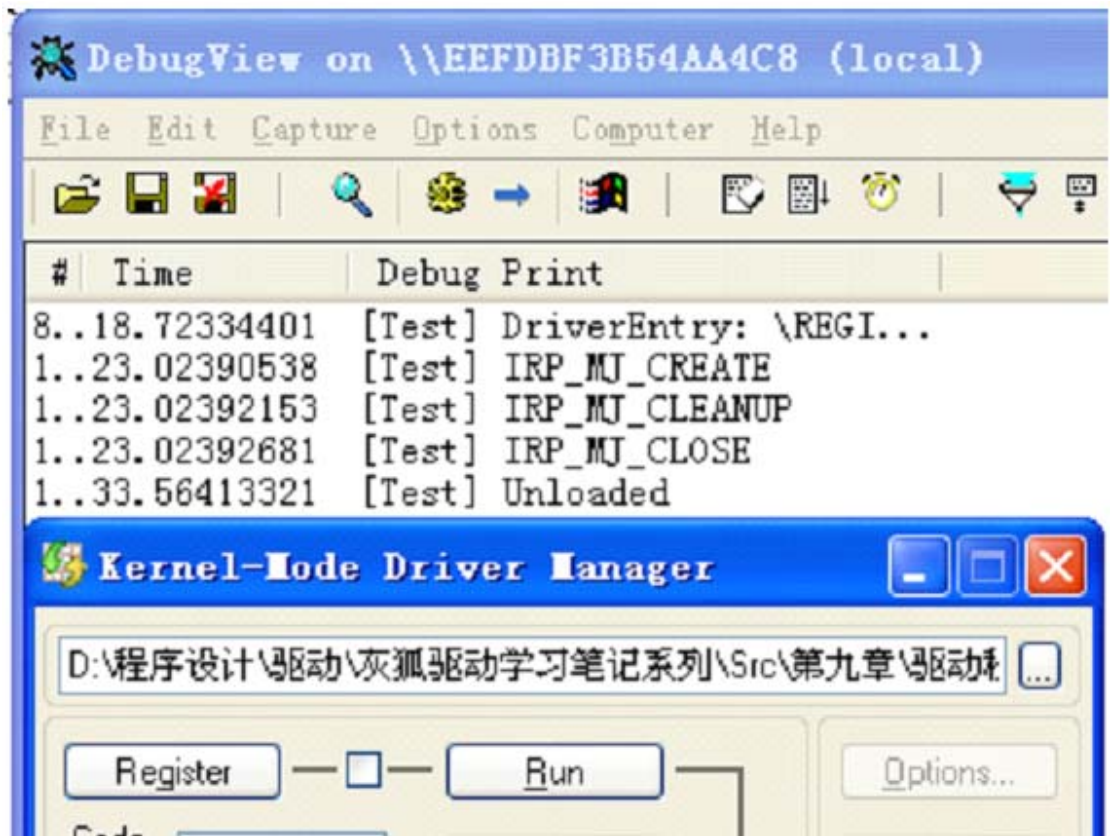 DebugView on \\EEFDBF3B54AA4C8 (local)
File Edit Capture Options Computer Help
# Time Debug Print
8..18.72334401 [Test] DriverEntry: \REGI...
1..23.02390538 [Test] IRP_MJ_CREATE
1..23.02392153 [Test] IRP_MJ_CLEANUP
1..23.02392681 [Test] IRP_MJ_CLOSE
1..33.56413321 [Test] Unloaded
Kernel-Mode Driver Manager
D:\程序设计\驱动\灰狐驱动学习笔记系列\Src\第九章\驱动 ...
Register Run Options...